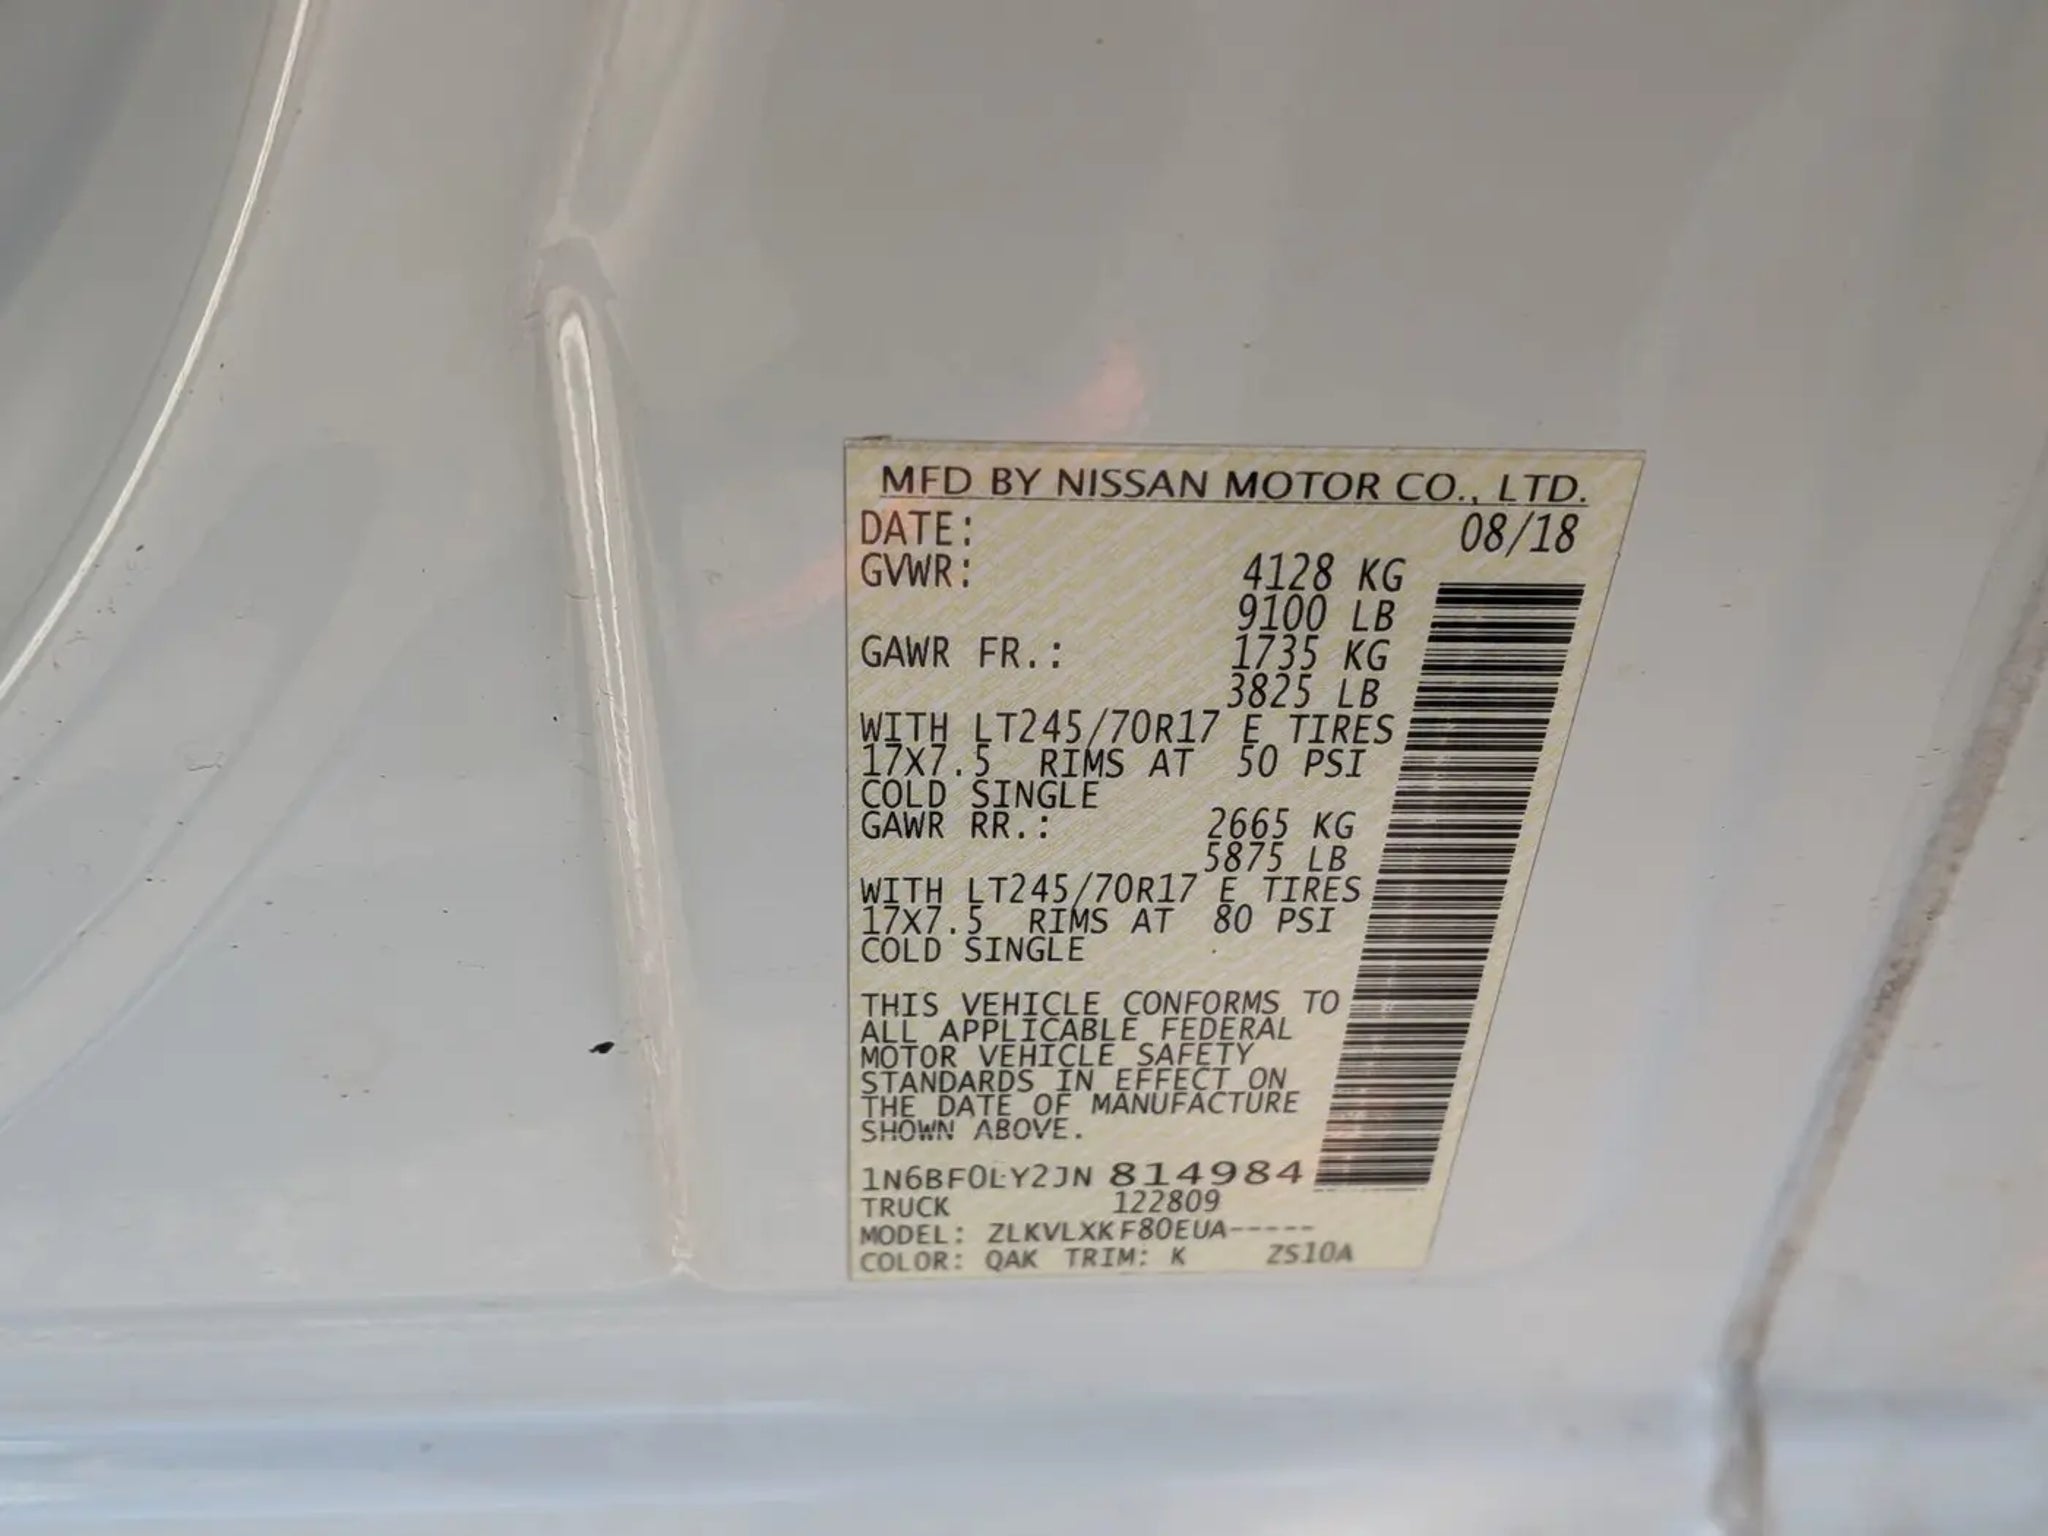 MFD BY NISSAN MOTOR CO., LTD.
DATE: 08/18
GVWR: 4128 KG
9100 LB
GAWR FR.: 1735 KG
3825 LB
WITH LT245/70R17 E TIRES
17X7.5 RIMS AT 50 PSI
COLD SINGLE
GAWR RR.: 2665 KG
5875 LB
WITH LT245/70R17 E TIRES
17X7.5 RIMS AT 80 PSI
COLD SINGLE
THIS VEHICLE CONFORMS TO
ALL APPLICABLE FEDERAL
MOTOR VEHICLE SAFETY
STANDARDS IN EFFECT ON
THE DATE OF MANUFACTURE
SHOWN ABOVE.
1N6BF0LY2JN 814984
TRUCK 122809
MODEL: ZLKVLXKF80EUA-----
COLOR: QAK TRIM: K ZS10A